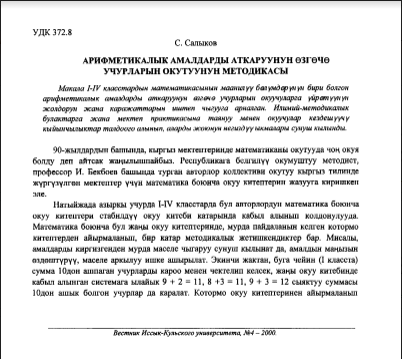 УДК 372.8
С. Салыков
АРИФМЕТИКАЛЫК АМАЛДАРДЫ АТКАРУУНУН ӨЗГӨЧӨ
УЧУРЛАРЫН ОКУТУУНУН МЕТОДИКАСЫ
Макала I-IV класстардын математикасынын маанилүү бөлүмдөрүнүн бири болгон
арифметикалык амалдарды аткаруунун өзгөчө учурларын окуучуларга үйрөтүүнүн
жолдорун жана каражаттарын иштеп чыгууга арналган. Илимий-методикалык
булактарга жана мектеп практикасына таянуу менен окуучулар кездешүүчү
кыйынчылыктар талдоого алынып, аларды жоюнун негиздүү ыкмалары сунуш кылынды.
90-жылдардын башында, кыргыз мектептеринде математиканы окутууда чоң окуя
болду деп айтсак жаңылышпайбыз. Республикага белгилүү окумуштуу методист,
профессор И. Бекбоев башында турган авторлор коллективи окутуу кыргыз тилинде
жүргүзүлгөн мектептер үчүн математика боюнча окуу китептерин жазууга киришкен
эле.
Натыйжада азыркы учурда I-IV класстарда бул авторлордун математика боюнча
окуу китептери стабилдүү окуу китеби катарында кабыл алынып колдонулууда.
Математика боюнча бул жаңы окуу китептеринде, мурда пайдаланып келген котормо
китептерден айырмаланып, бир катар методикалык жетишкендиктер бар. Мисалы,
амалдарды киргизгенден мурда маселе чыгаруу сунуш кылынат да, амалдын маңызын
өздөштүрүү, маселе аркылуу ишке ашырылат. Экинчи жактан, буга чейин (I класста)
сумма 10дон ашпаган учурларды кароо менен чектелип келсек, жаңы окуу китебинде
кабыл алынган системага ылайык 9 + 2 = 11, 8 +3 = 11, 9 + 3 = 12 сыяктуу суммасы
10дон ашык болгон учурлар да каралат. Котормо окуу китептеринен айырмаланып
Вестник Иссык-Кульского университета, №4 – 2000.